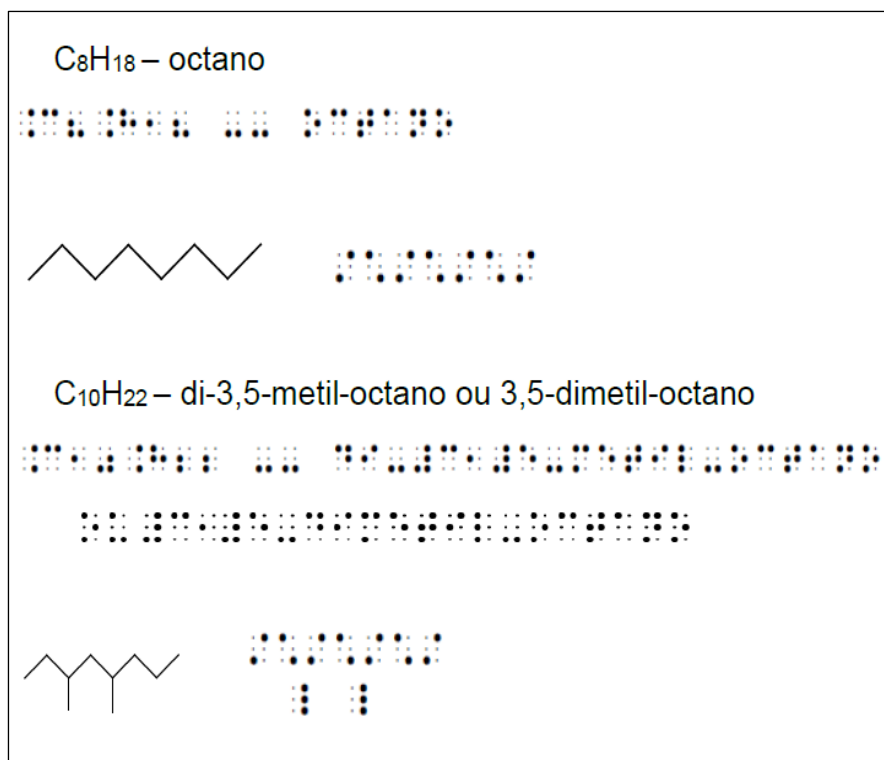 C₈H₁₈ – octano
⠨⠉⠦⠨⠓⠂⠦ ⠤⠤ ⠕⠉⠞⠁⠝⠕
C₁₀H₂₂ – di-3,5-metil-octano ou 3,5-dimetil-octano
⠨⠉⠂⠴⠨⠓⠆⠆ ⠤⠤ ⠙⠊⠤⠼⠉⠂⠼⠑⠤⠍⠑⠞⠊⠇⠤⠕⠉⠞⠁⠝⠕
⠕⠥ ⠼⠉⠂⠼⠑⠤⠙⠊⠍⠑⠞⠊⠇⠤⠕⠉⠞⠁⠝⠕